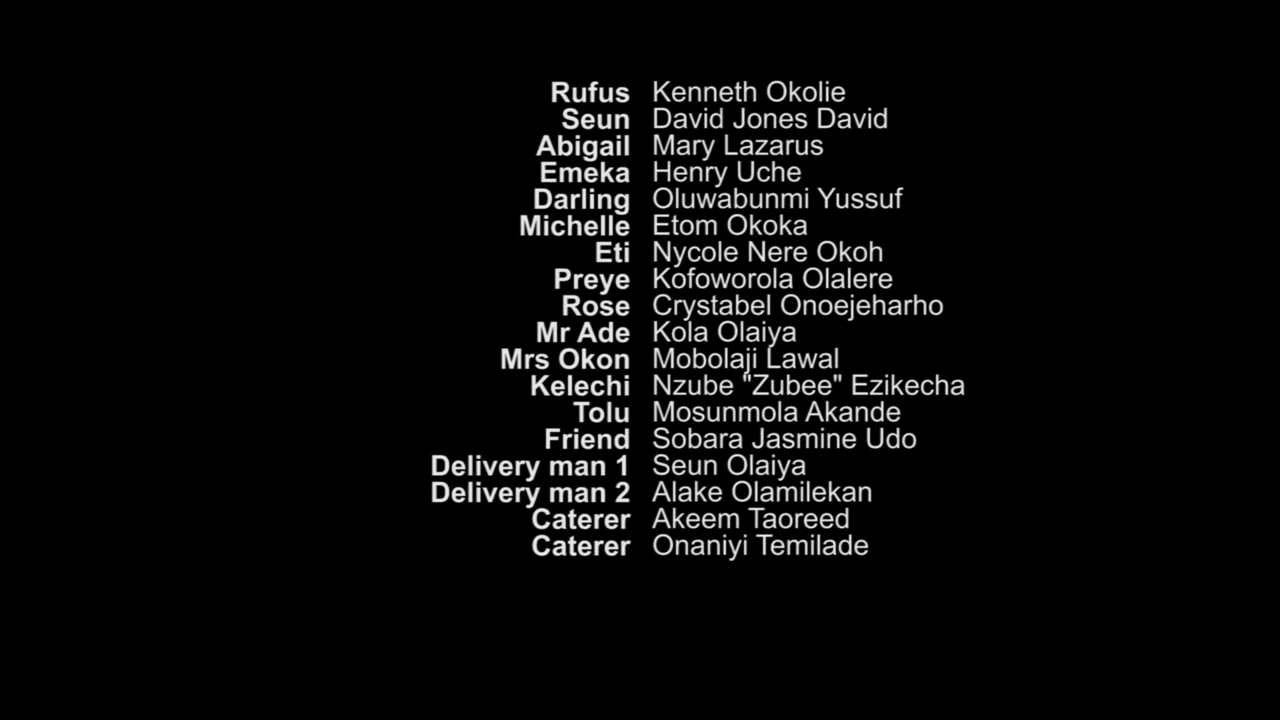 Rufus Kenneth Okolie
Seun David Jones David
Abigail Mary Lazarus
Emeka Henry Uche
Darling Oluwabunmi Yussuf
Michelle Etom Okoka
Eti Nycole Nere Okoh
Preye Kofoworola Olalere
Rose Crystabel Onoejeharho
Mr Ade Kola Olaiya
Mrs Okon Mobolaji Lawal
Kelechi Nzube "Zubee" Ezikecha
Tolu Mosunmola Akande
Friend Sobara Jasmine Udo
Delivery man 1 Seun Olaiya
Delivery man 2 Alake Olamilekan
Caterer Akeem Taoreed
Caterer Onaniyi Temilade